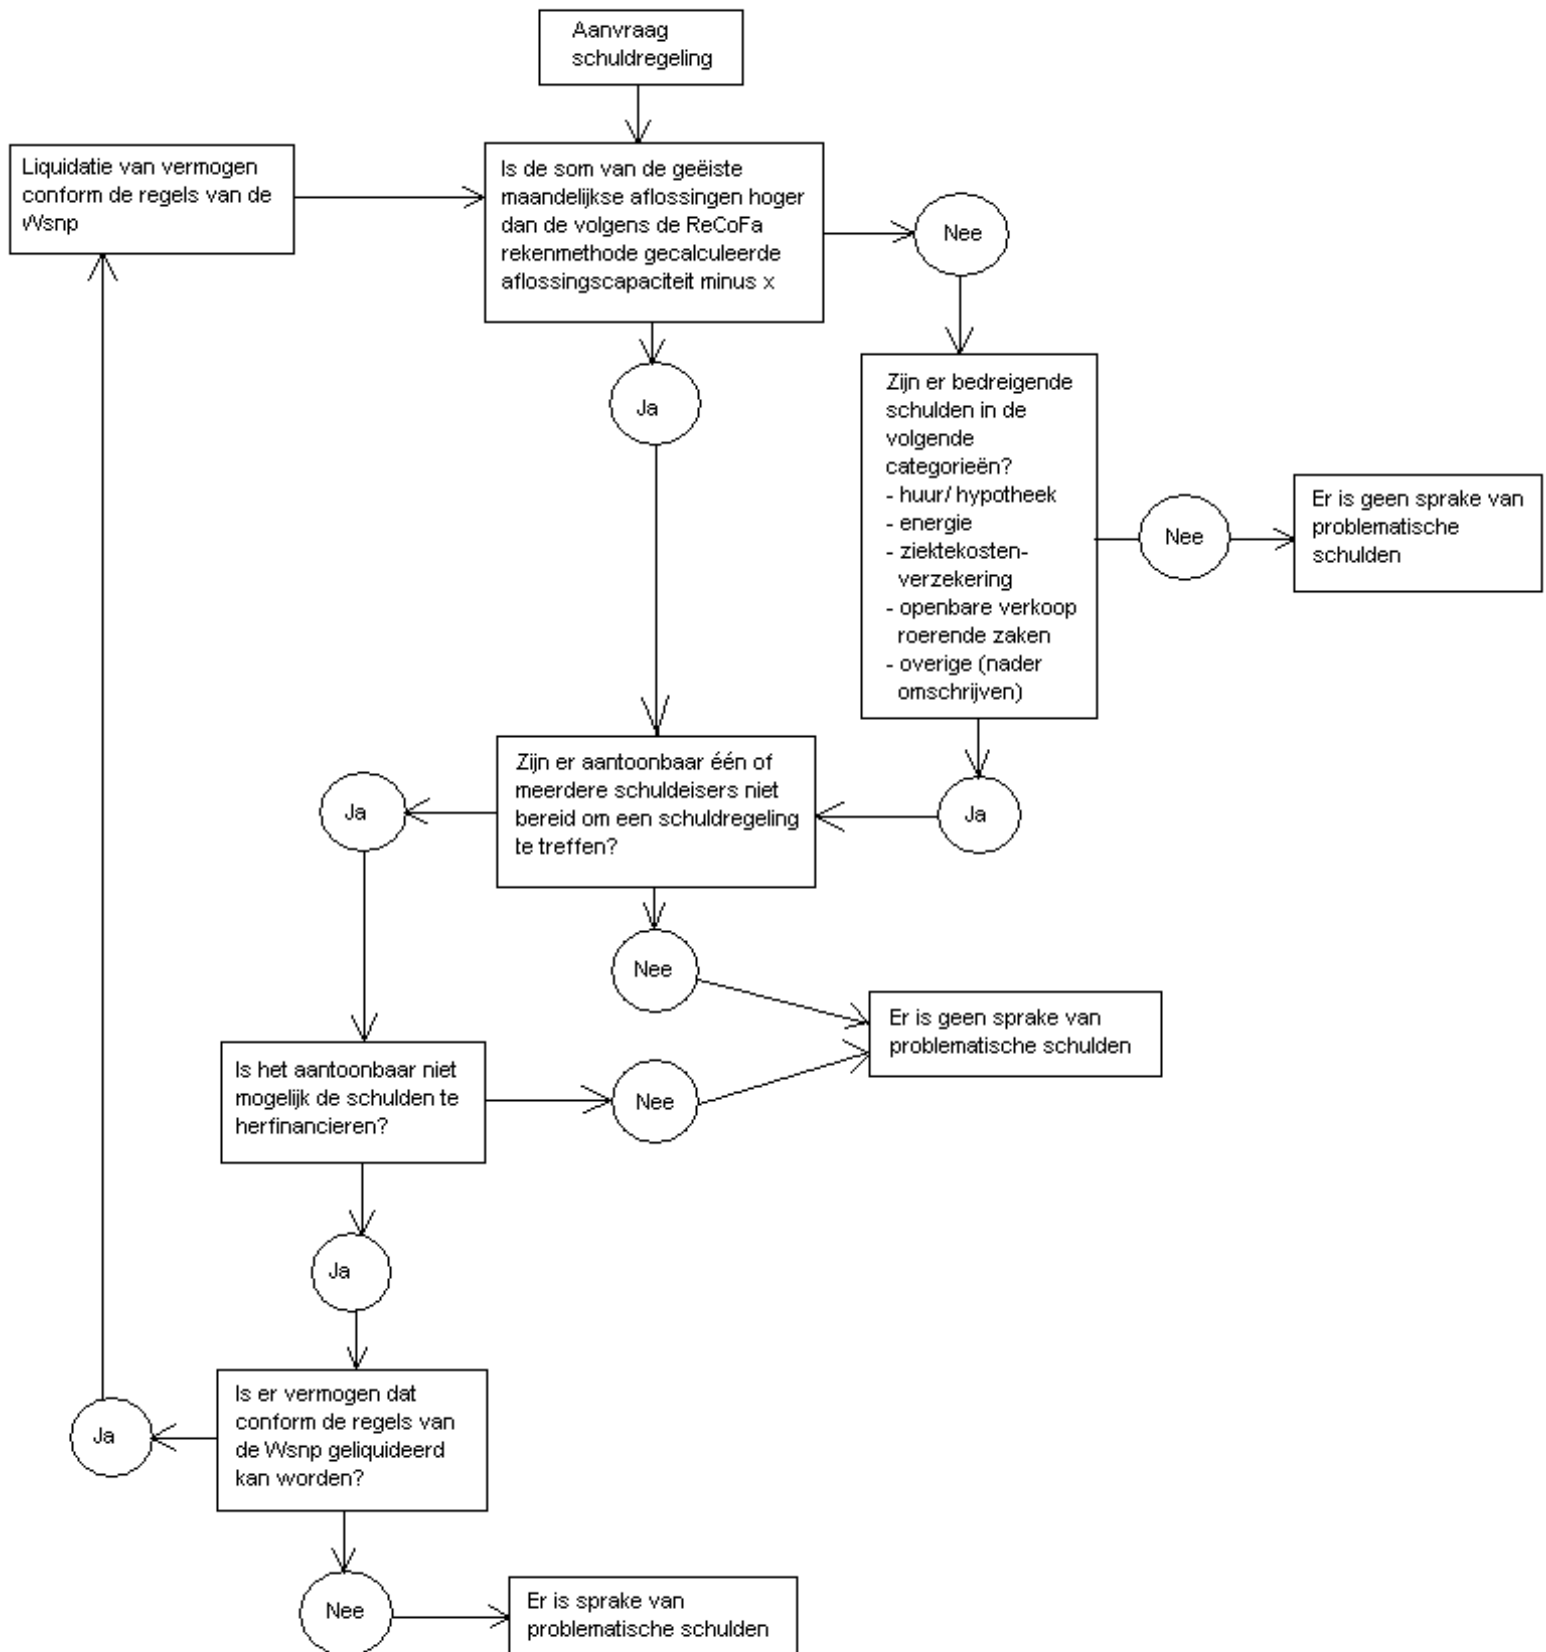 Aanvraag
schuldregeling
Liquidatie van vermogen
conform de regels van de
Wsnp
Is de som van de geëiste
maandelijkse aflossingen hoger
dan de volgens de ReCoFa
rekenmethode gecalculeerde
aflossingscapaciteit minus x
Nee
Ja
Zijn er bedreigende
schulden in de
volgende
categorieën?
- huur/ hypotheek
- energie
- ziektekosten-
verzekering
- openbare verkoop
roerende zaken
- overige (nader
omschrijven)
Nee
Er is geen sprake van
problematische
schulden
Ja
Zijn er aantoonbaar één of
meerdere schuldeisers niet
bereid om een schuldregeling
te treffen?
Ja
Nee
Er is geen sprake van
problematische schulden
Is het aantoonbaar niet
mogelijk de schulden te
herfinancieren?
Nee
Ja
Is er vermogen dat
conform de regels van
de Wsnp geliquideerd
kan worden?
Ja
Nee
Er is sprake van
problematische schulden